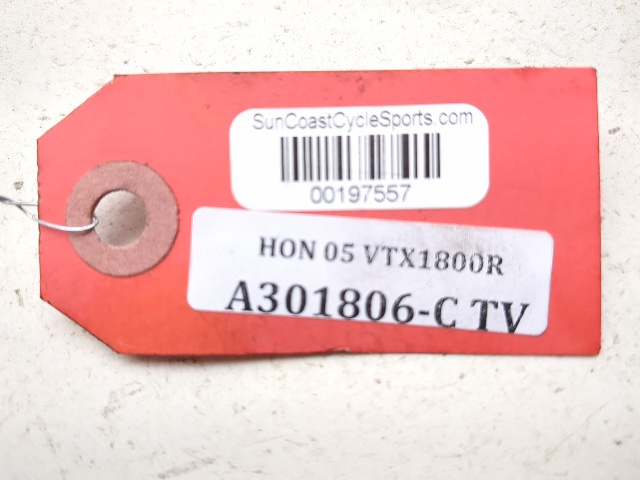 SunCoastCycleSports.com
00197557
HON 05 VTX1800R
A301806-C TV